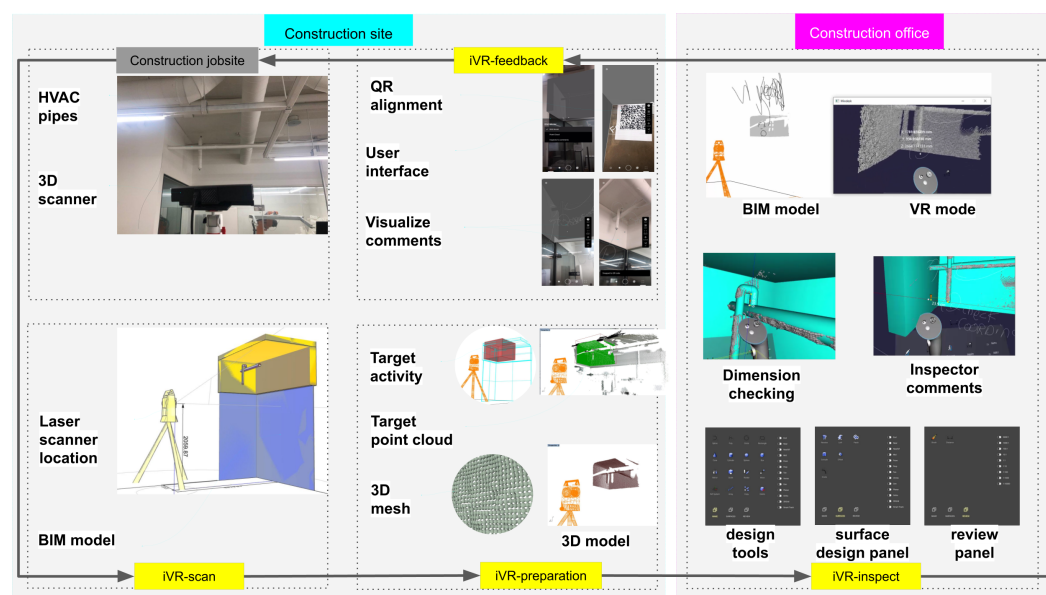 Construction site
Construction office
Construction jobsite
iVR-feedback
HVAC
pipes
3D
scanner
QR
alignment
User
interface
Visualize
comments
BIM model
VR mode
Dimension
checking
Inspector
comments
Laser
scanner
location
2059.87
BIM model
Target
activity
Target
point cloud
3D
mesh
3D model
design
tools
surface
design panel
review
panel
iVR-scan
iVR-preparation
iVR-inspect